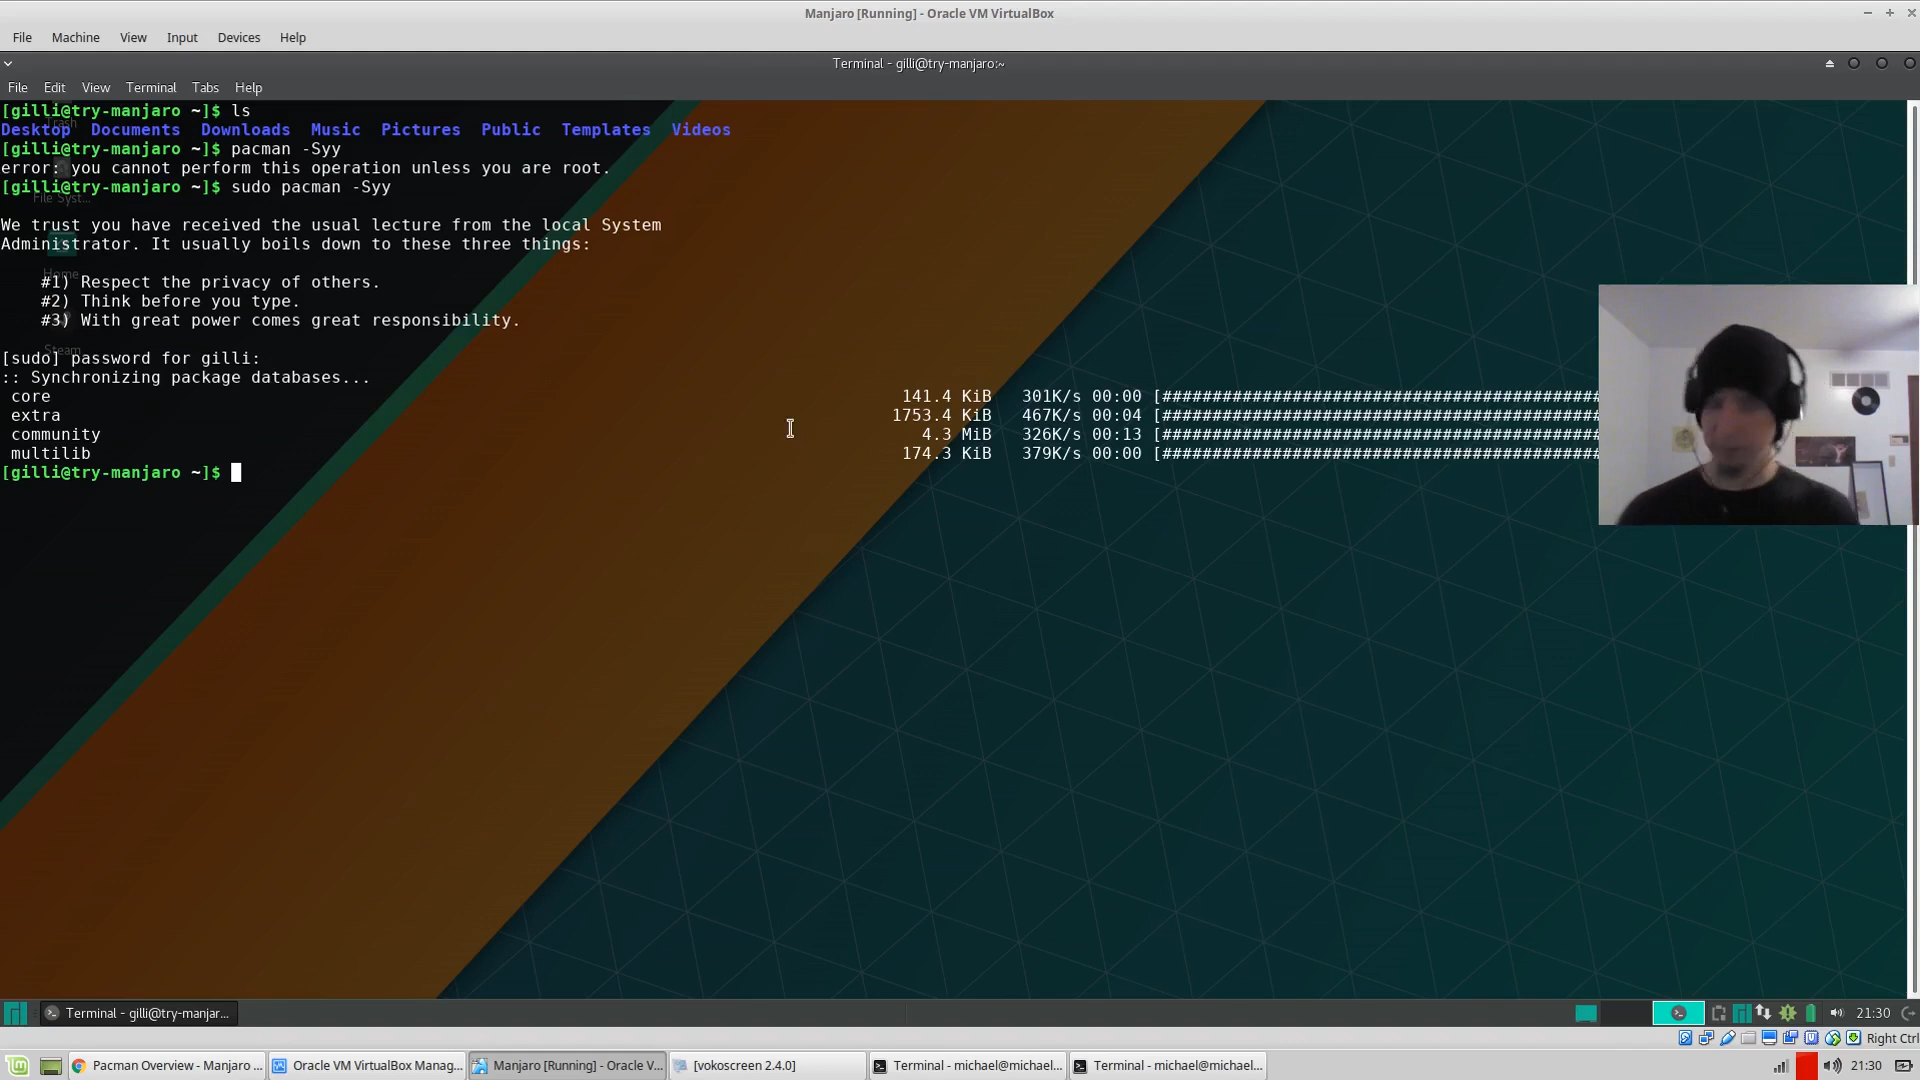 Manjaro [Running] - Oracle VM VirtualBox
File Machine View Input Devices Help
Terminal - gilli@try-manjaro:~
File Edit View Terminal Tabs Help
[gilli@try-manjaro ~]$ ls
Desktop Documents Downloads Music Pictures Public Templates Videos
[gilli@try-manjaro ~]$ pacman -Syy
error: you cannot perform this operation unless you are root.
[gilli@try-manjaro ~]$ sudo pacman -Syy
We trust you have received the usual lecture from the local System
Administrator. It usually boils down to these three things:
#1) Respect the privacy of others.
#2) Think before you type.
#3) With great power comes great responsibility.
[sudo] password for gilli:
:: Synchronizing package databases...
core 141.4 KiB 301K/s 00:00 [############################################
extra 1753.4 KiB 467K/s 00:04 [############################################
community 4.3 MiB 326K/s 00:13 [############################################
multilib 174.3 KiB 379K/s 00:00 [############################################
[gilli@try-manjaro ~]$
Trash
File Syst...
Home
Steam
Terminal - gilli@try-manjar... 21:30
Right Ctrl
Pacman Overview - Manjaro ... Oracle VM VirtualBox Manag... Manjaro [Running] - Oracle V... [vokoscreen 2.4.0] Terminal - michael@michael... Terminal - michael@michael... 21:30